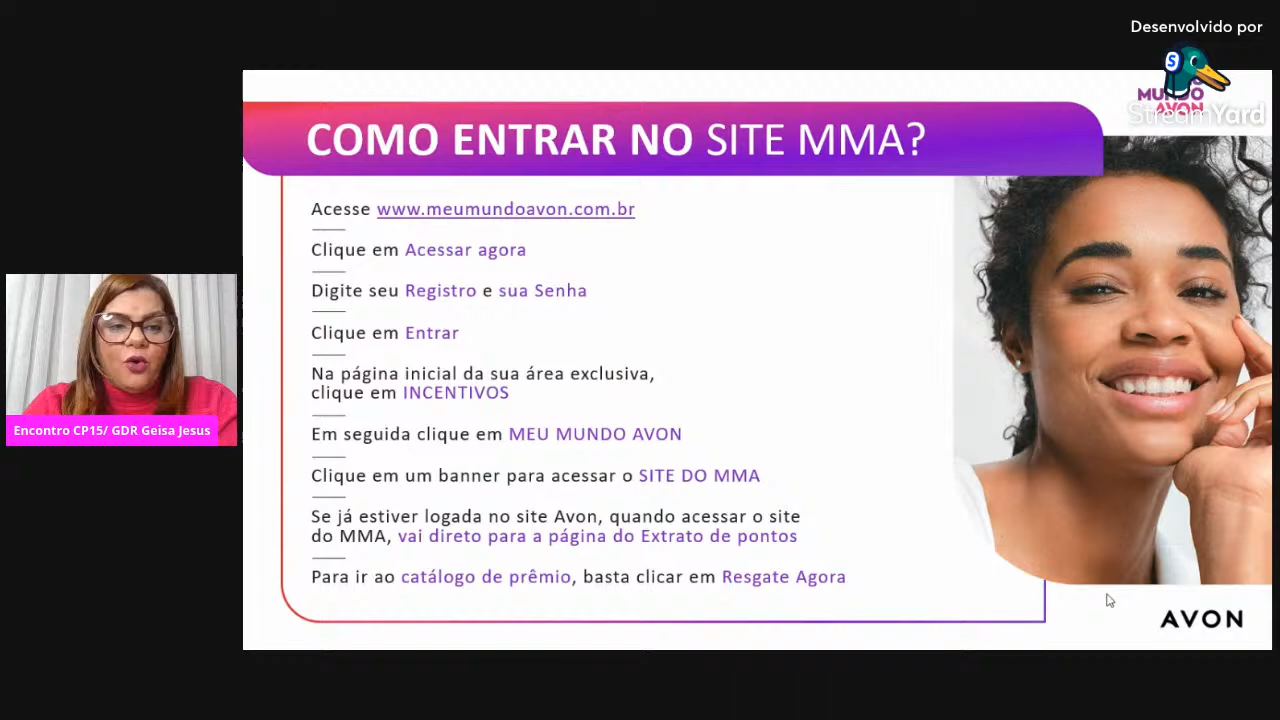 Desenvolvido por
S
StreamYard
MUNDO
AVON
COMO ENTRAR NO SITE MMA?
Acesse www.meumundoavon.com.br
Clique em Acessar agora
Digite seu Registro e sua Senha
Clique em Entrar
Na página inicial da sua área exclusiva,
clique em INCENTIVOS
Em seguida clique em MEU MUNDO AVON
Clique em um banner para acessar o SITE DO MMA
Se já estiver logada no site Avon, quando acessar o site
do MMA, vai direto para a página do Extrato de pontos
Para ir ao catálogo de prêmio, basta clicar em Resgate Agora
Encontro CP15/ GDR Geisa Jesus
AVON